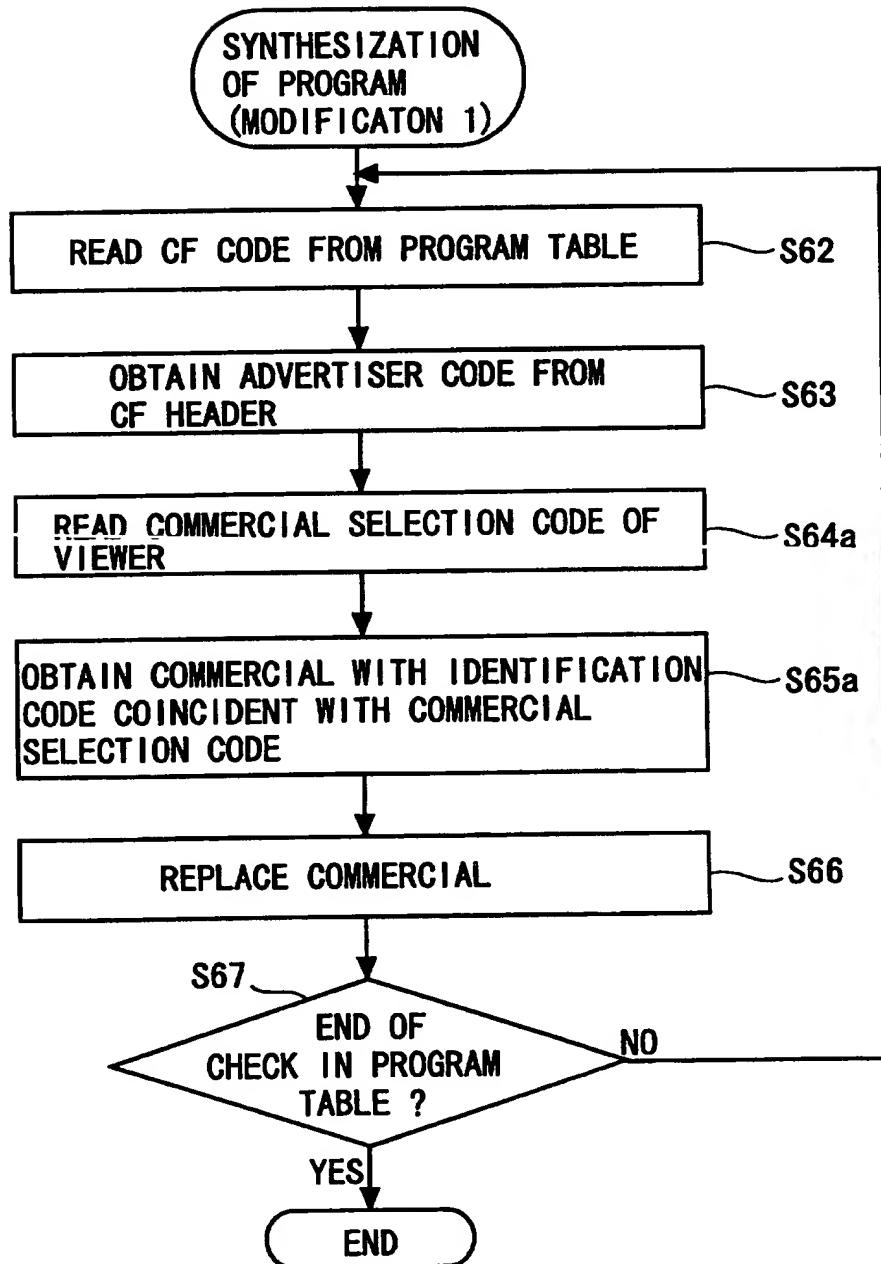 SYNTHESIZATION
OF PROGRAM
(MODIFICATON 1)
READ CF CODE FROM PROGRAM TABLE
S62
OBTAIN ADVERTISER CODE FROM
CF HEADER
S63
READ COMMERCIAL SELECTION CODE OF
VIEWER
S64a
OBTAIN COMMERCIAL WITH IDENTIFICATION
CODE COINCIDENT WITH COMMERCIAL
SELECTION CODE
S65a
REPLACE COMMERCIAL
S66
S67
END OF
CHECK IN PROGRAM
TABLE ?
NO
YES
END